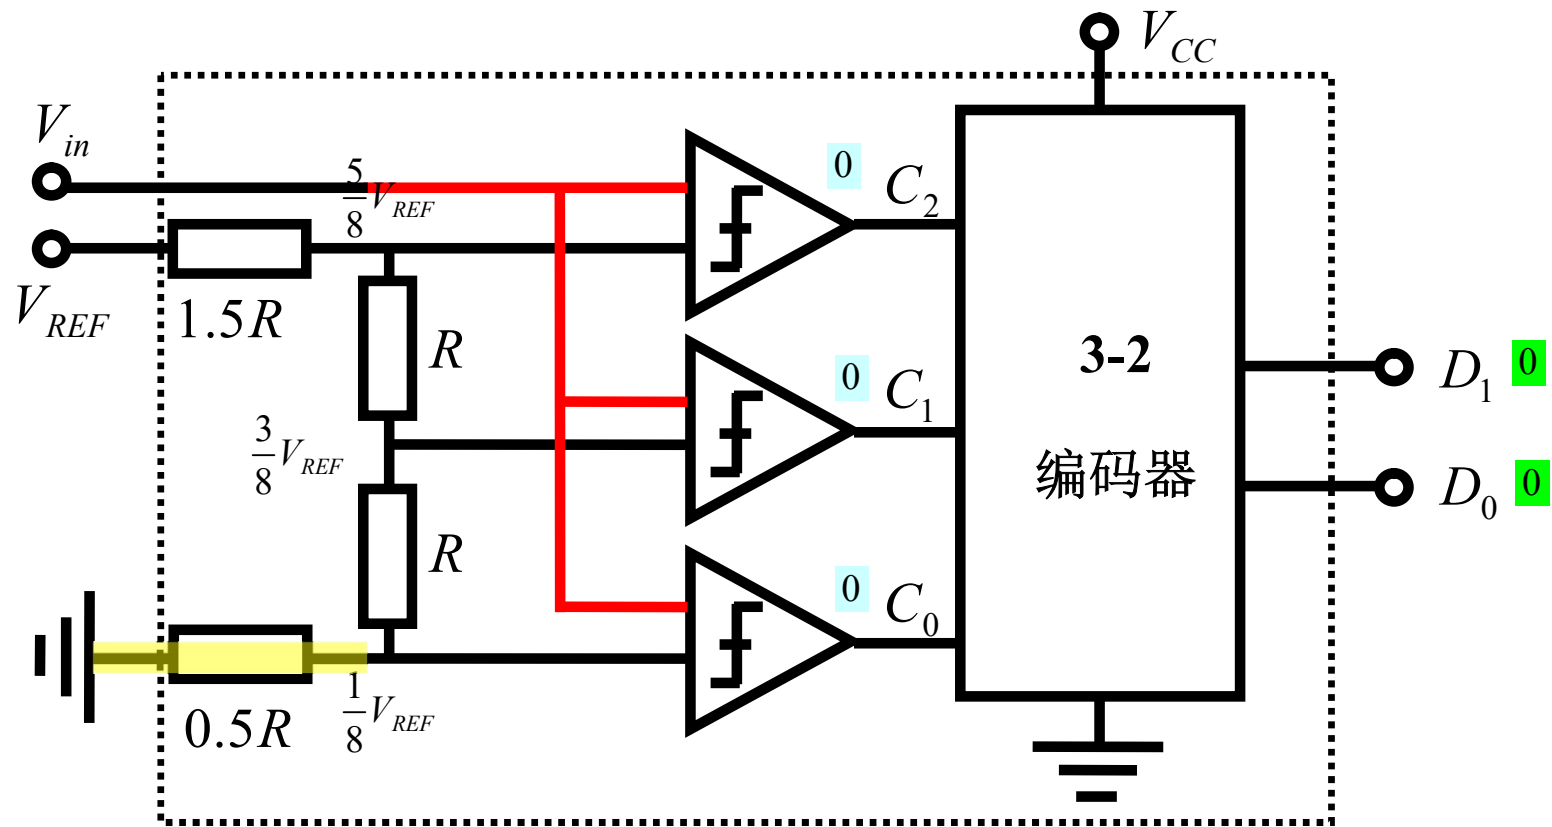 V_CC
V_in
5/8 V_REF
0
C_2
V_REF
1.5R
R
3-2
编码器
0
C_1
D_1 0
3/8 V_REF
D_0 0
R
0
C_0
0.5R
1/8 V_REF